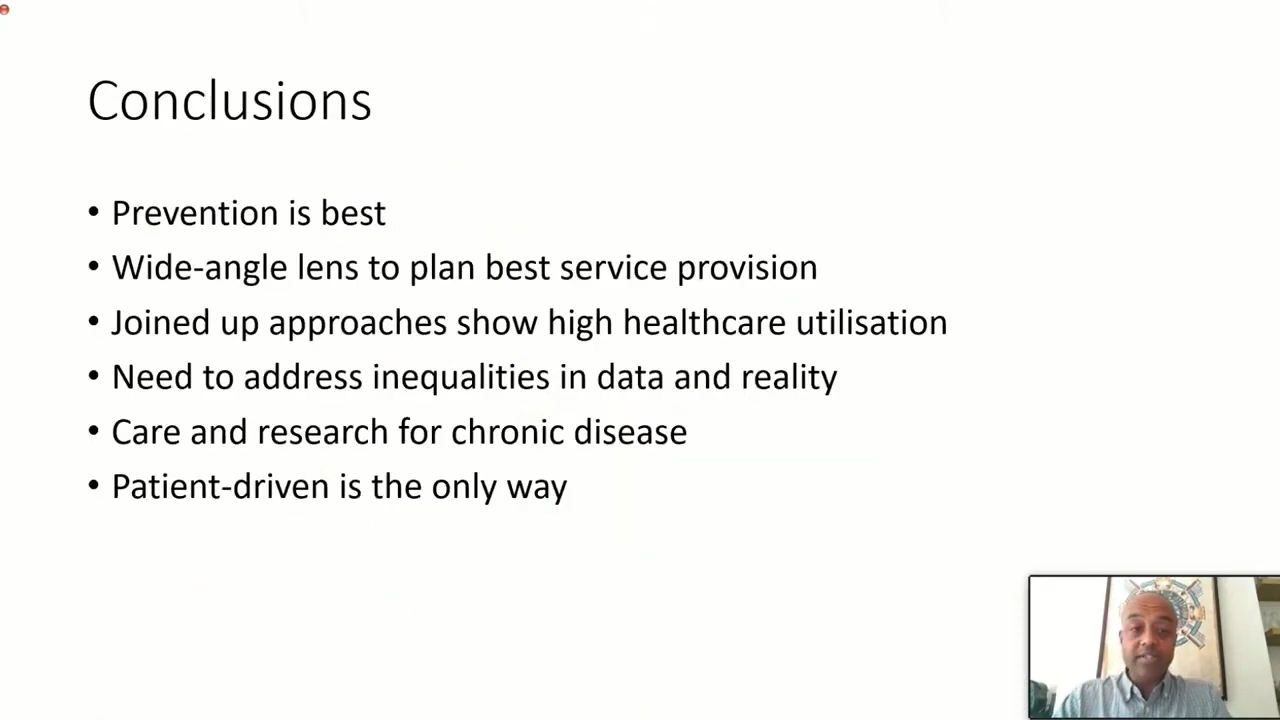 Conclusions
• Prevention is best
• Wide-angle lens to plan best service provision
• Joined up approaches show high healthcare utilisation
• Need to address inequalities in data and reality
• Care and research for chronic disease
• Patient-driven is the only way